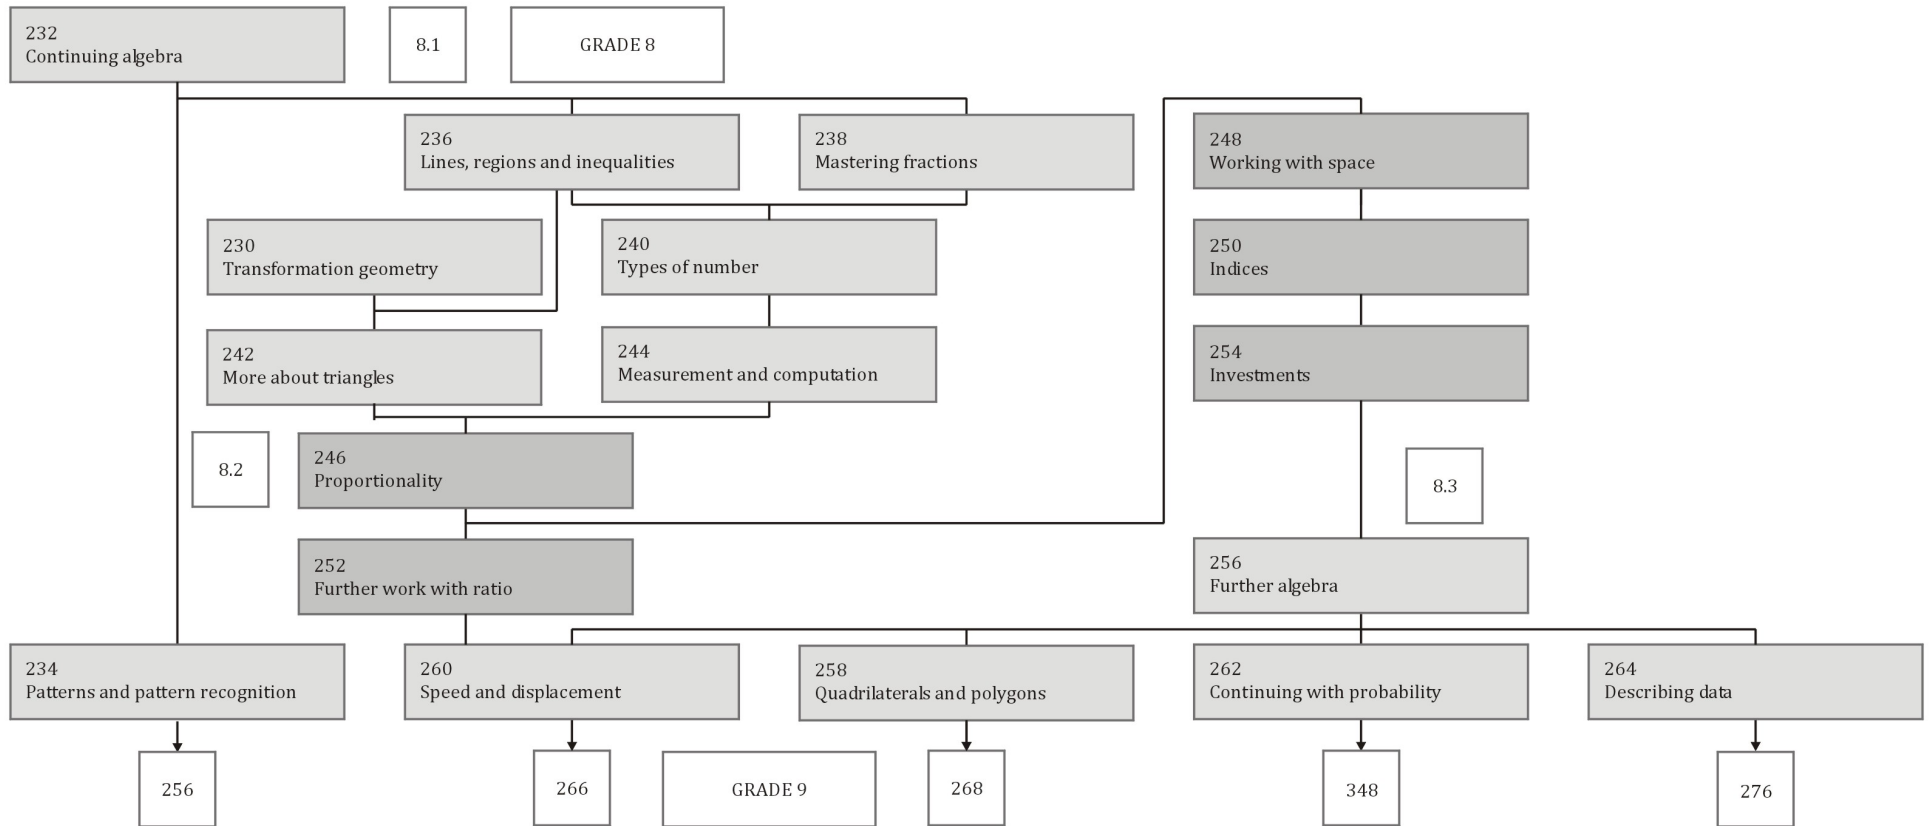 232
Continuing algebra
8.1
GRADE 8
236
Lines, regions and inequalities
238
Mastering fractions
248
Working with space
230
Transformation geometry
240
Types of number
250
Indices
242
More about triangles
244
Measurement and computation
254
Investments
8.2
246
Proportionality
8.3
252
Further work with ratio
256
Further algebra
234
Patterns and pattern recognition
260
Speed and displacement
258
Quadrilaterals and polygons
262
Continuing with probability
264
Describing data
256
266
GRADE 9
268
348
276